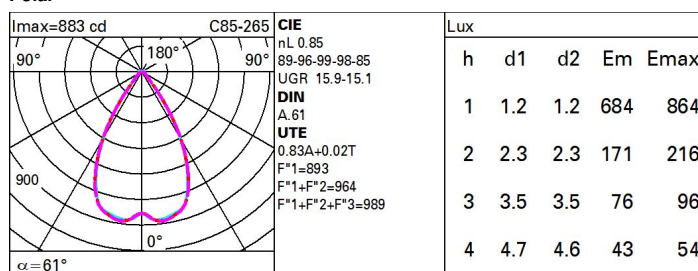 Imax=883 cd C85-265
90° 180° 90°
900
0°
α=61°
CIE
nL 0.85
89-96-99-98-85
UGR 15.9-15.1
DIN
A.61
UTE
0.83A+0.02T
F"1=893
F"1+F"2=964
F"1+F"2+F"3=989
Lux
h d1 d2 Em Emax
1 1.2 1.2 684 864
2 2.3 2.3 171 216
3 3.5 3.5 76 96
4 4.7 4.6 43 54